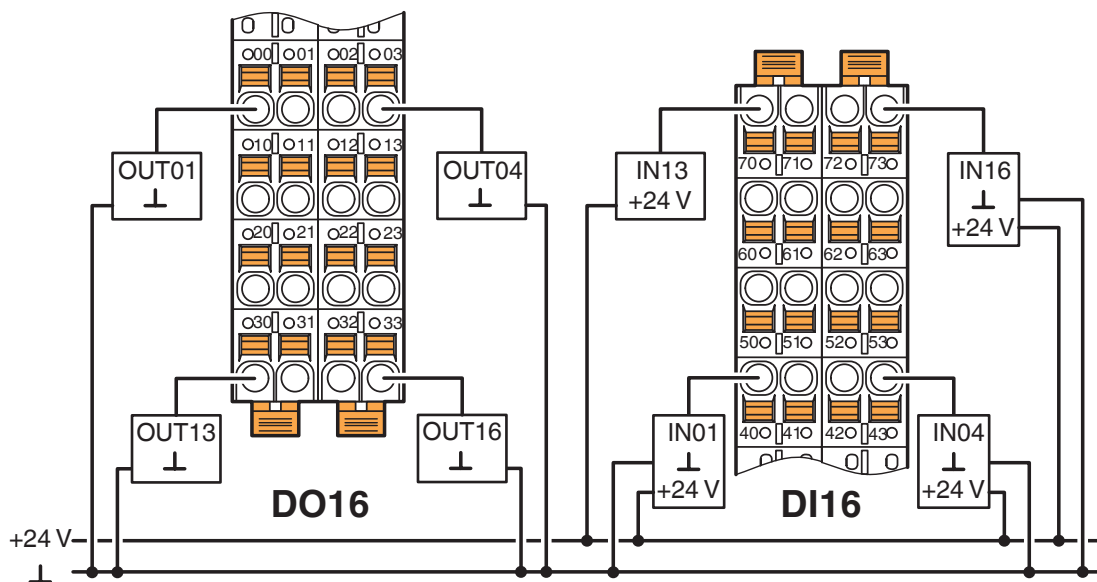 00 01 02 03
OUT01
OUT04
10 11 12 13
20 21 22 23
30 31 32 33
OUT13
OUT16
DO16
IN13
+24 V
IN16
+24 V
70 71 72 73
60 61 62 63
50 51 52 53
40 41 42 43
IN01
+24 V
IN04
+24 V
DI16
+24 V